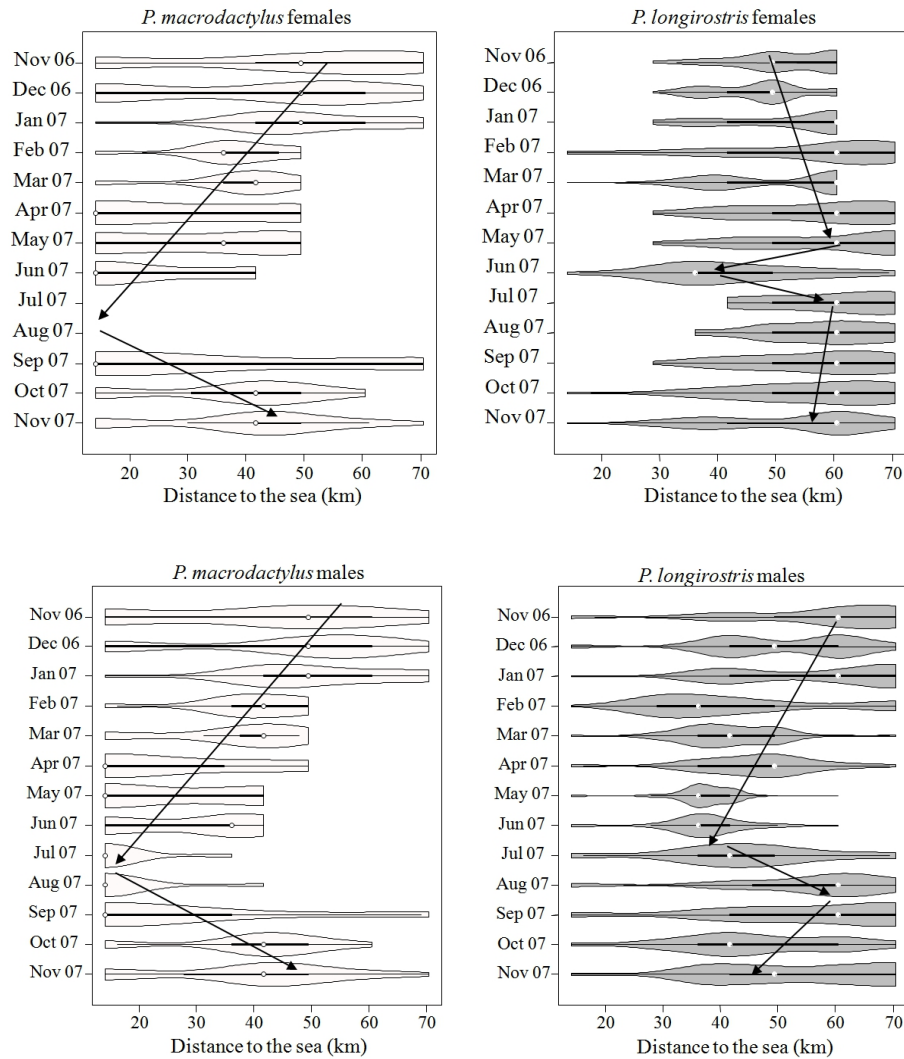 P. macrodactylus females
Nov 06
Dec 06
Jan 07
Feb 07
Mar 07
Apr 07
May 07
Jun 07
Jul 07
Aug 07
Sep 07
Oct 07
Nov 07
20 30 40 50 60 70
Distance to the sea (km)
P. longirostris females
Nov 06
Dec 06
Jan 07
Feb 07
Mar 07
Apr 07
May 07
Jun 07
Jul 07
Aug 07
Sep 07
Oct 07
Nov 07
20 30 40 50 60 70
Distance to the sea (km)
P. macrodactylus males
Nov 06
Dec 06
Jan 07
Feb 07
Mar 07
Apr 07
May 07
Jun 07
Jul 07
Aug 07
Sep 07
Oct 07
Nov 07
20 30 40 50 60 70
Distance to the sea (km)
P. longirostris males
Nov 06
Dec 06
Jan 07
Feb 07
Mar 07
Apr 07
May 07
Jun 07
Jul 07
Aug 07
Sep 07
Oct 07
Nov 07
20 30 40 50 60 70
Distance to the sea (km)